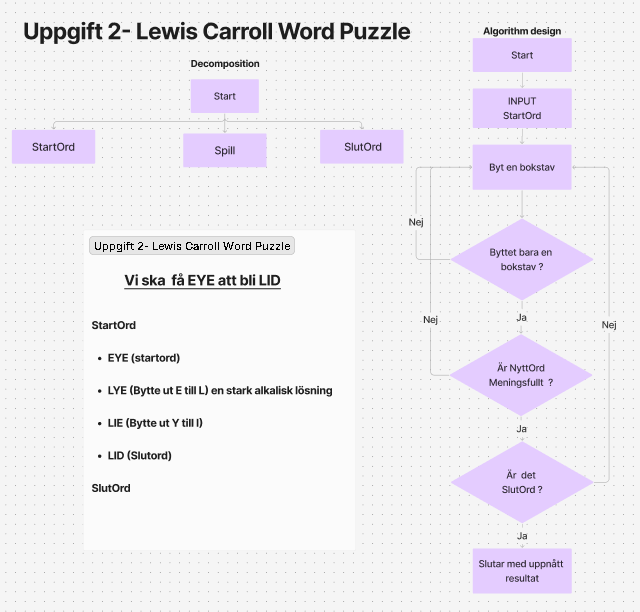 Uppgift 2- Lewis Carroll Word Puzzle
Decomposition
Start
StartOrd
Spill
SlutOrd
Uppgift 2- Lewis Carroll Word Puzzle
Vi ska få EYE att bli LID
StartOrd
• EYE (startord)
• LYE (Bytte ut E till L) en stark alkalisk lösning
• LIE (Bytte ut Y till I)
• LID (Slutord)
SlutOrd
Algorithm design
Start
INPUT
StartOrd
Byt en bokstav
Nej
Byttet bara en
bokstav ?
Ja
Nej
Nej
Är NyttOrd
Meningsfullt ?
Ja
Är det
SlutOrd ?
Ja
Slutar med uppnått
resultat